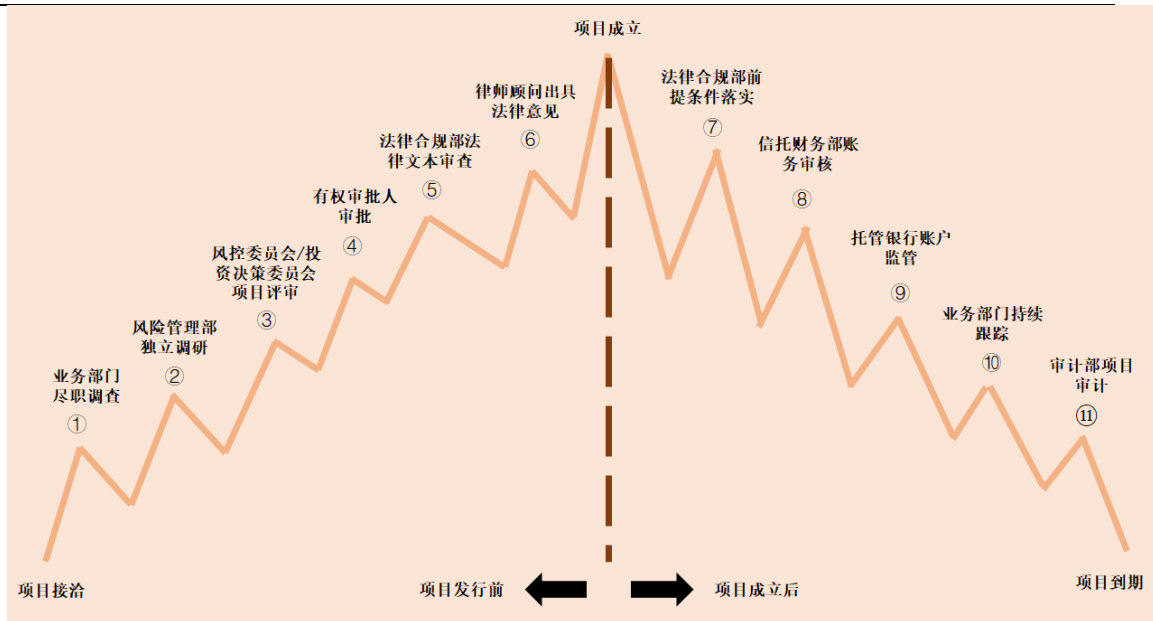 项目成立
律师顾问出具
法律意见
⑥
法律合规部前
提条件落实
⑦
法律合规部法
律文本审查
⑤
信托财务部账
务审核
⑧
有权审批人
审批
④
托管银行账户
监管
⑨
风控委员会/投
资决策委员会
项目评审
③
业务部门持续
跟踪
⑩
风险管理部
独立调研
②
审计部项目
审计
⑪
业务部门
尽职调查
①
项目接洽
项目发行前
项目成立后
项目到期